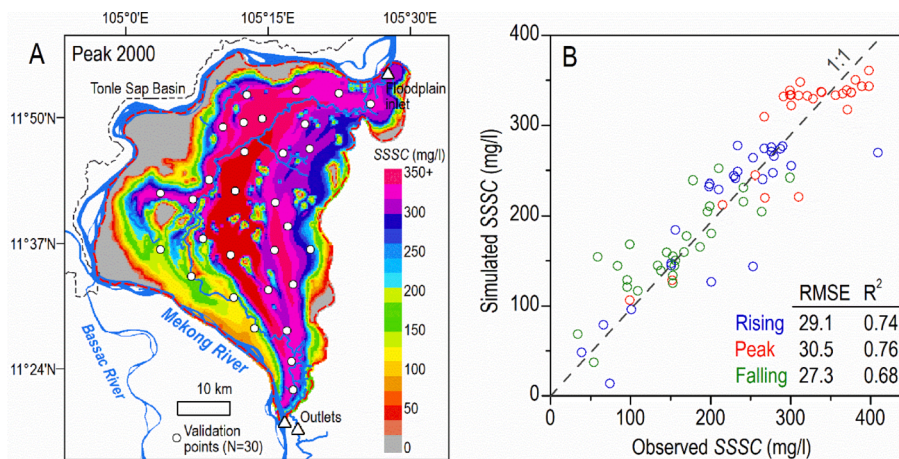 105°0'E 105°15'E 105°30'E
A Peak 2000
Tonle Sap Basin
Floodplain
inlet
11°50'N
SSSC (mg/l)
350+
300
250
200
150
100
50
0
11°37'N
11°24'N
Bassac River
Mekong River
10 km
Validation
points (N=30)
Outlets
B
1:1
Simulated SSSC (mg/l)
400
300
200
100
0
RMSE R²
Rising 29.1 0.74
Peak 30.5 0.76
Falling 27.3 0.68
0 100 200 300 400
Observed SSSC (mg/l)